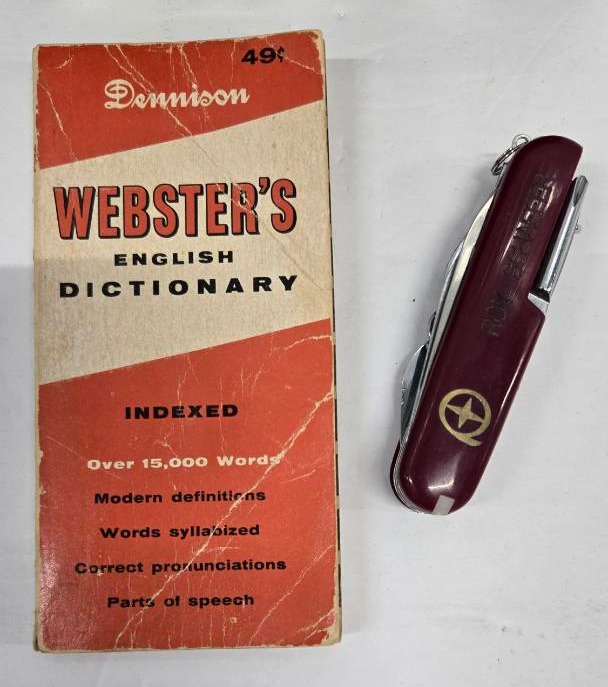 49¢
Dennison
WEBSTER'S
ENGLISH
DICTIONARY
INDEXED
Over 15,000 Words
Modern definitions
Words syllabized
Correct pronunciations
Parts of speech